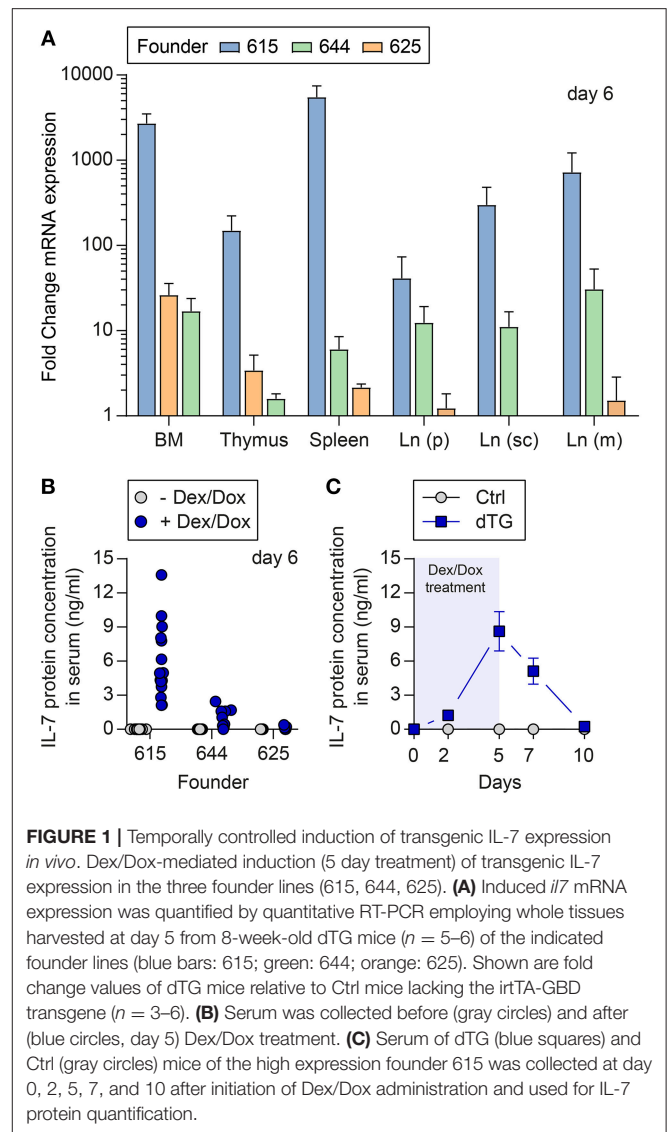 A
Founder 615 644 625
day 6
Fold Change mRNA expression
10000
1000
100
10
1
BM Thymus Spleen Ln (p) Ln (sc) Ln (m)
B
- Dex/Dox
+ Dex/Dox
day 6
IL-7 protein concentration
in serum (ng/ml)
15
12
9
6
3
0
615 644 625
Founder
C
Ctrl
dTG
Dex/Dox
treatment
IL-7 protein concentration
in serum (ng/ml)
15
12
9
6
3
0
0 2 5 7 10
Days
FIGURE 1 | Temporally controlled induction of transgenic IL-7 expression
in vivo. Dex/Dox-mediated induction (5 day treatment) of transgenic IL-7
expression in the three founder lines (615, 644, 625). (A) Induced il7 mRNA
expression was quantified by quantitative RT-PCR employing whole tissues
harvested at day 5 from 8-week-old dTG mice (n = 5–6) of the indicated
founder lines (blue bars: 615; green: 644; orange: 625). Shown are fold
change values of dTG mice relative to Ctrl mice lacking the irtTA-GBD
transgene (n = 3–6). (B) Serum was collected before (gray circles) and after
(blue circles, day 5) Dex/Dox treatment. (C) Serum of dTG (blue squares) and
Ctrl (gray circles) mice of the high expression founder 615 was collected at day
0, 2, 5, 7, and 10 after initiation of Dex/Dox administration and used for IL-7
protein quantification.